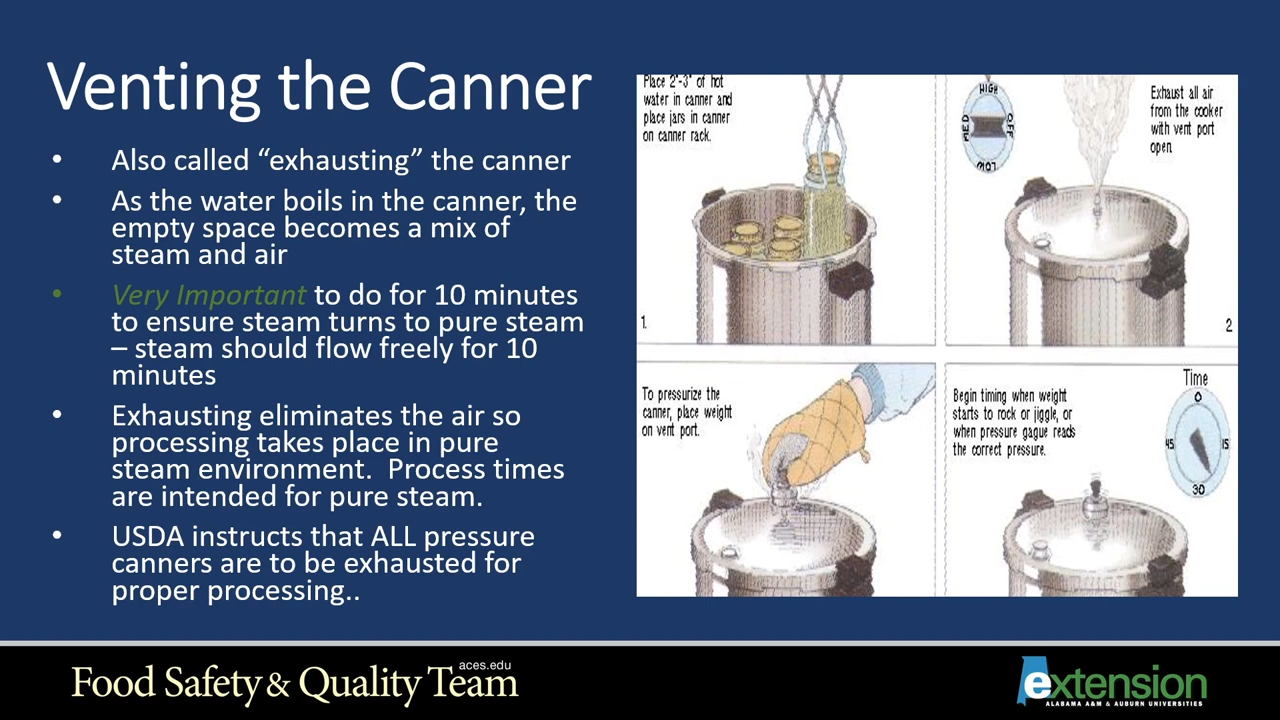 Venting the Canner
• Also called “exhausting” the canner
• As the water boils in the canner, the
empty space becomes a mix of
steam and air
• Very Important to do for 10 minutes
to ensure steam turns to pure steam
– steam should flow freely for 10
minutes
• Exhausting eliminates the air so
processing takes place in pure
steam environment.  Process times
are intended for pure steam.
• USDA instructs that ALL pressure
canners are to be exhausted for
proper processing..
Place 2"-3" of hot
water in canner and
place jars in canner
on canner rack.
1.
HIGH
MED
OFF
LOW
Exhaust all air
from the cooker
with vent port
open.
2
To pressurize the
canner, place weight
on vent port.
Begin timing when weight
starts to rock or jiggle, or
when pressure gague reads
the correct pressure.
Time
0
45
15
30
Food Safety & Quality Team
aces.edu
extension
ALABAMA A&M & AUBURN UNIVERSITIES